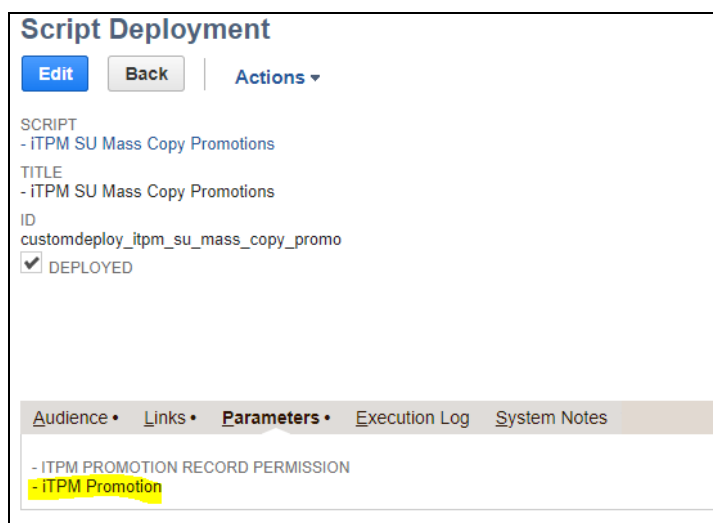 Script Deployment
Edit Back Actions
SCRIPT
- iTPM SU Mass Copy Promotions
TITLE
- iTPM SU Mass Copy Promotions
ID
customdeploy_itpm_su_mass_copy_promo
DEPLOYED
Audience • Links • Parameters • Execution Log System Notes
- ITPM PROMOTION RECORD PERMISSION
- iTPM Promotion